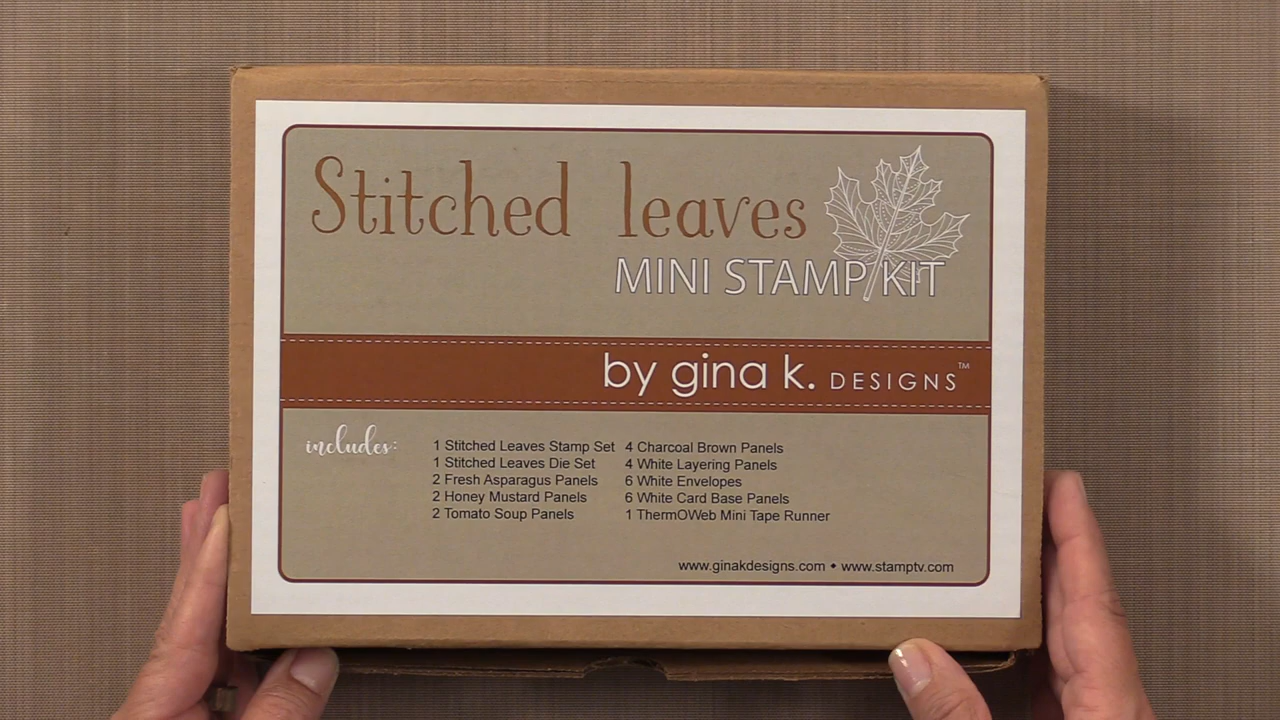 Stitched leaves
MINI STAMP KIT
by gina k. DESIGNS™
includes:
1 Stitched Leaves Stamp Set
1 Stitched Leaves Die Set
2 Fresh Asparagus Panels
2 Honey Mustard Panels
2 Tomato Soup Panels
4 Charcoal Brown Panels
4 White Layering Panels
6 White Envelopes
6 White Card Base Panels
1 ThermOWeb Mini Tape Runner
www.ginakdesigns.com • www.stamptv.com